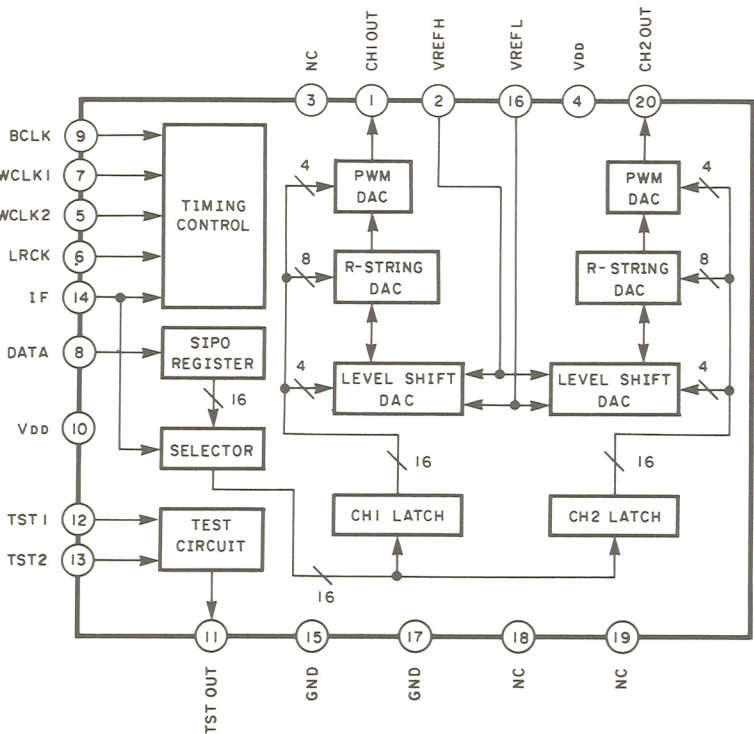 NC
CH1 OUT
VREFH
VREFL
VDD
CH2 OUT
3
1
2
16
4
20
BCLK
9
WCLK1
7
WCLK2
5
LRCK
6
IF
14
DATA
8
VDD
10
TST1
12
TST2
13
TIMING
CONTROL
SIPO
REGISTER
16
SELECTOR
TEST
CIRCUIT
4
PWM
DAC
8
R-STRING
DAC
4
LEVEL SHIFT
DAC
16
CH1 LATCH
16
PWM
DAC
4
R-STRING
DAC
8
LEVEL SHIFT
DAC
4
16
CH2 LATCH
11
15
17
18
19
TST OUT
GND
GND
NC
NC